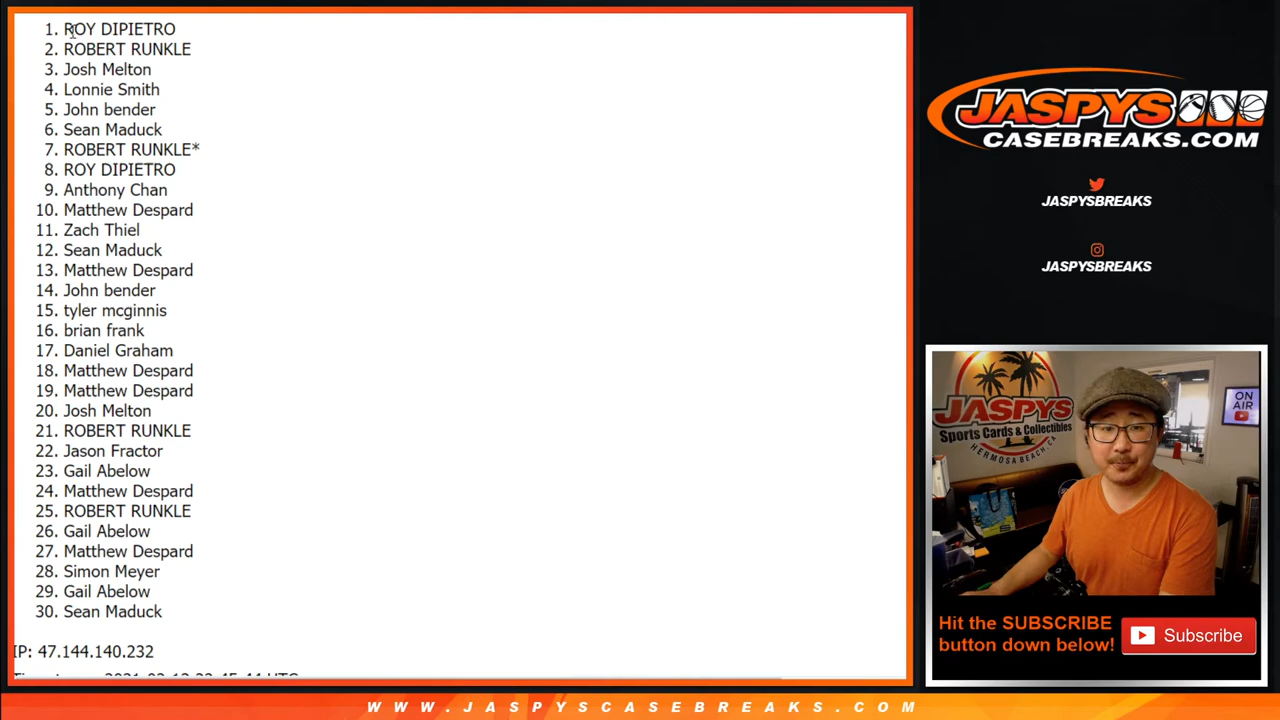 1. ROY DIPIETRO
2. ROBERT RUNKLE
3. Josh Melton
4. Lonnie Smith
5. John bender
6. Sean Maduck
7. ROBERT RUNKLE*
8. ROY DIPIETRO
9. Anthony Chan
10. Matthew Despard
11. Zach Thiel
12. Sean Maduck
13. Matthew Despard
14. John bender
15. tyler mcginnis
16. brian frank
17. Daniel Graham
18. Matthew Despard
19. Matthew Despard
20. Josh Melton
21. ROBERT RUNKLE
22. Jason Fractor
23. Gail Abelow
24. Matthew Despard
25. ROBERT RUNKLE
26. Gail Abelow
27. Matthew Despard
28. Simon Meyer
29. Gail Abelow
30. Sean Maduck
IP: 47.144.140.232
JASPYS
CASEBREAKS.COM
JASPYSBREAKS
JASPYSBREAKS
JASPYS
Sports Cards & Collectibles
HERMOSA BEACH, CA
ON
AIR
Hit the SUBSCRIBE
button down below!
Subscribe
WWW.JASPYSCASEBREAKS.COM